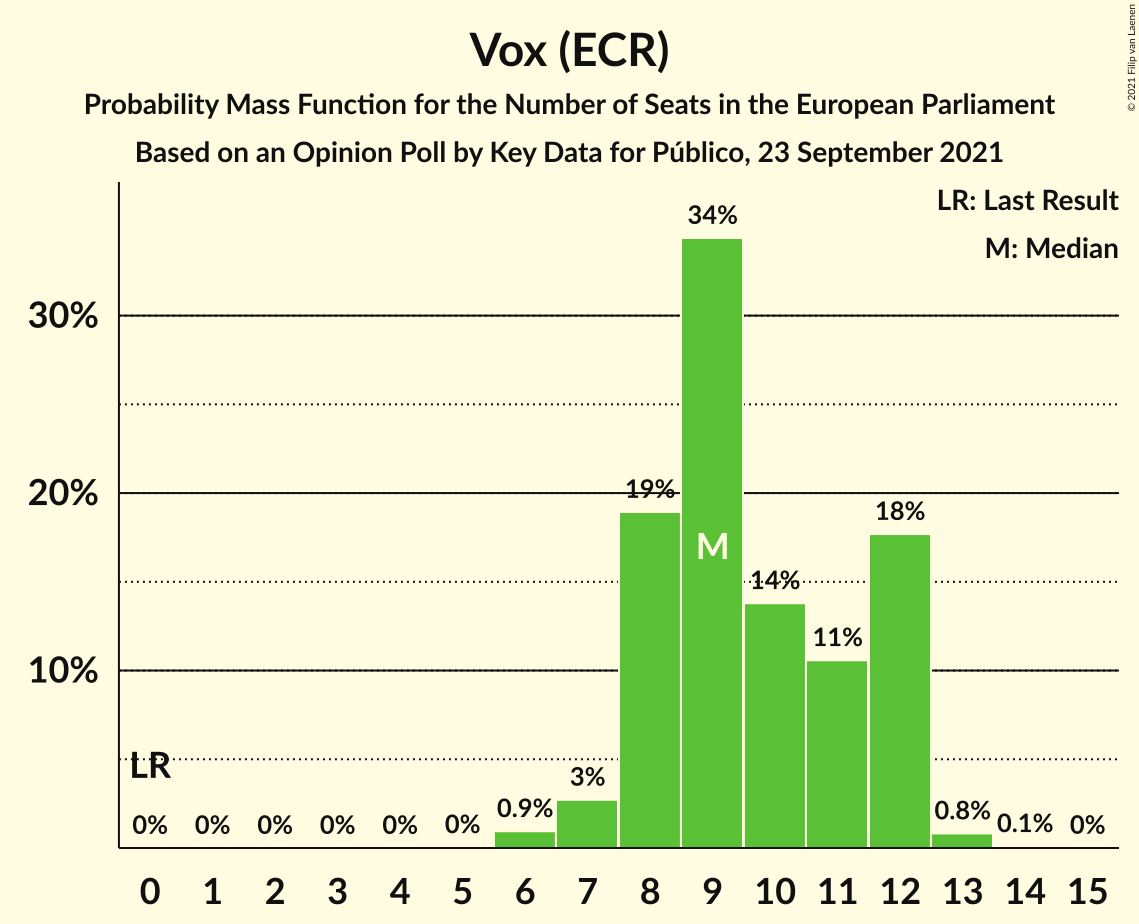 Vox (ECR)
Probability Mass Function for the Number of Seats in the European Parliament
Based on an Opinion Poll by Key Data for Público, 23 September 2021
© 2021 Filip van Laenen
LR: Last Result
M: Median
30%
20%
10%
LR
0%
0%
0%
0%
0%
0%
0.9%
3%
19%
34%
M
14%
11%
18%
0.8%
0.1%
0%
0 1 2 3 4 5 6 7 8 9 10 11 12 13 14 15